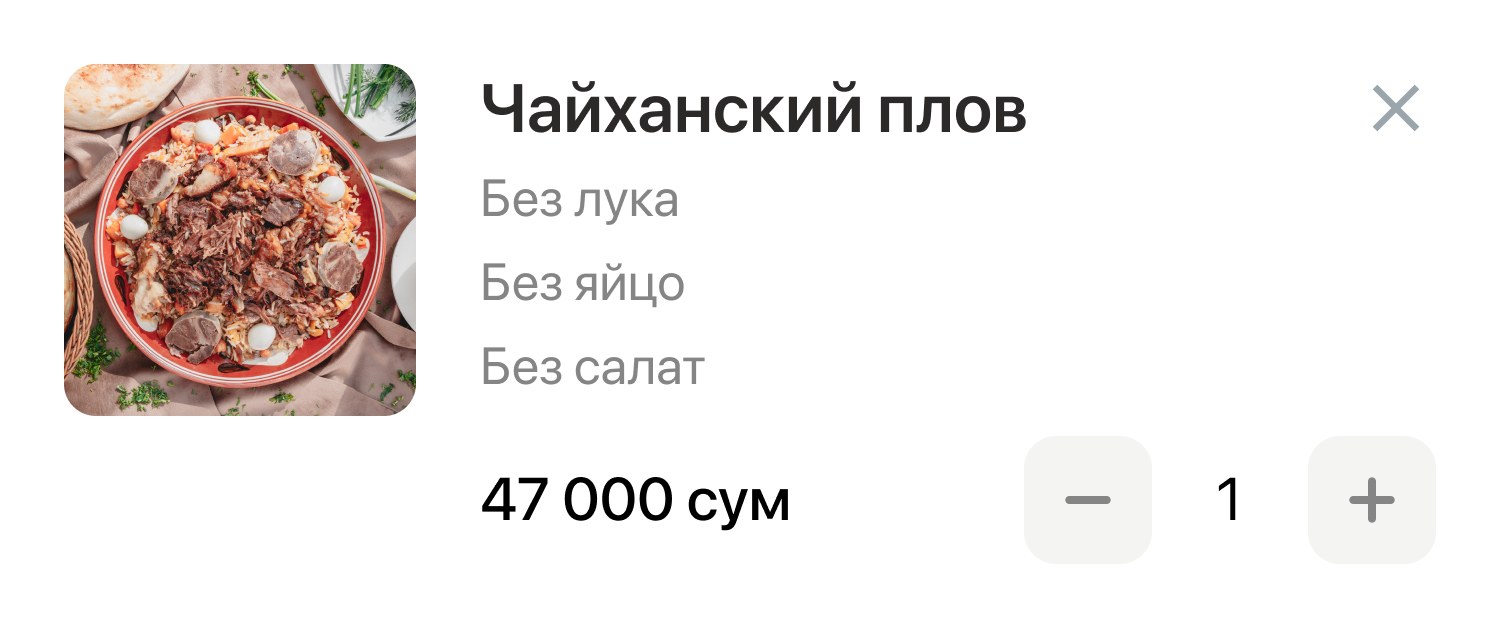 Чайханский плов
Без лука
Без яйцо
Без салат
47 000 сум
1